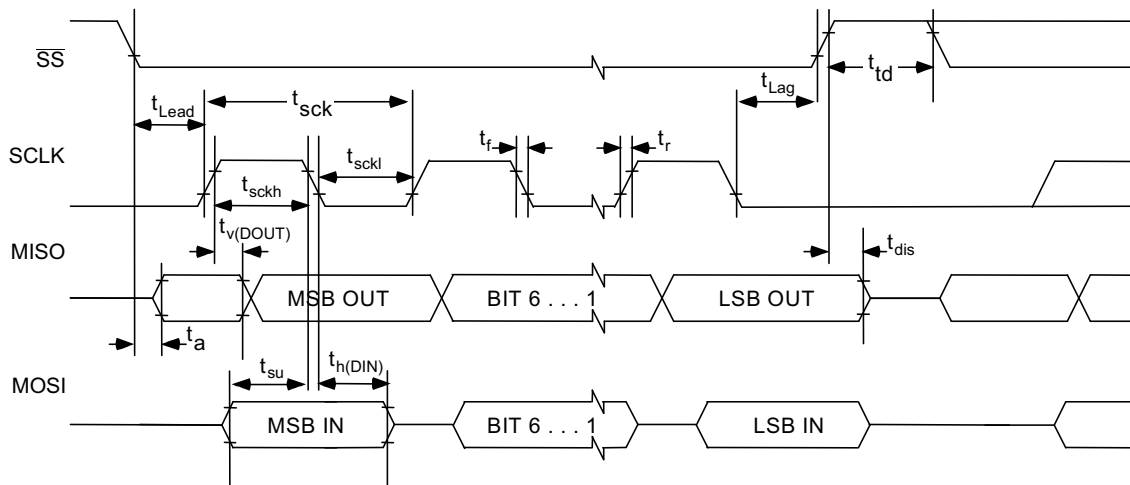 SS
t_td
t_Lag
t_Lead
t_sck
SCLK
t_f
t_r
t_sckl
t_sckh
t_v(DOUT)
MISO
t_dis
MSB OUT
BIT 6 . . . 1
LSB OUT
t_a
t_su
t_h(DIN)
MOSI
MSB IN
BIT 6 . . . 1
LSB IN